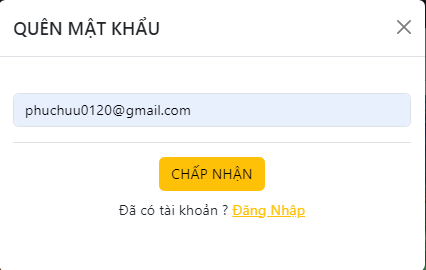 QUÊN MẬT KHẨU
phuchuu0120@gmail.com
CHẤP NHẬN
Đã có tài khoản ? Đăng Nhập